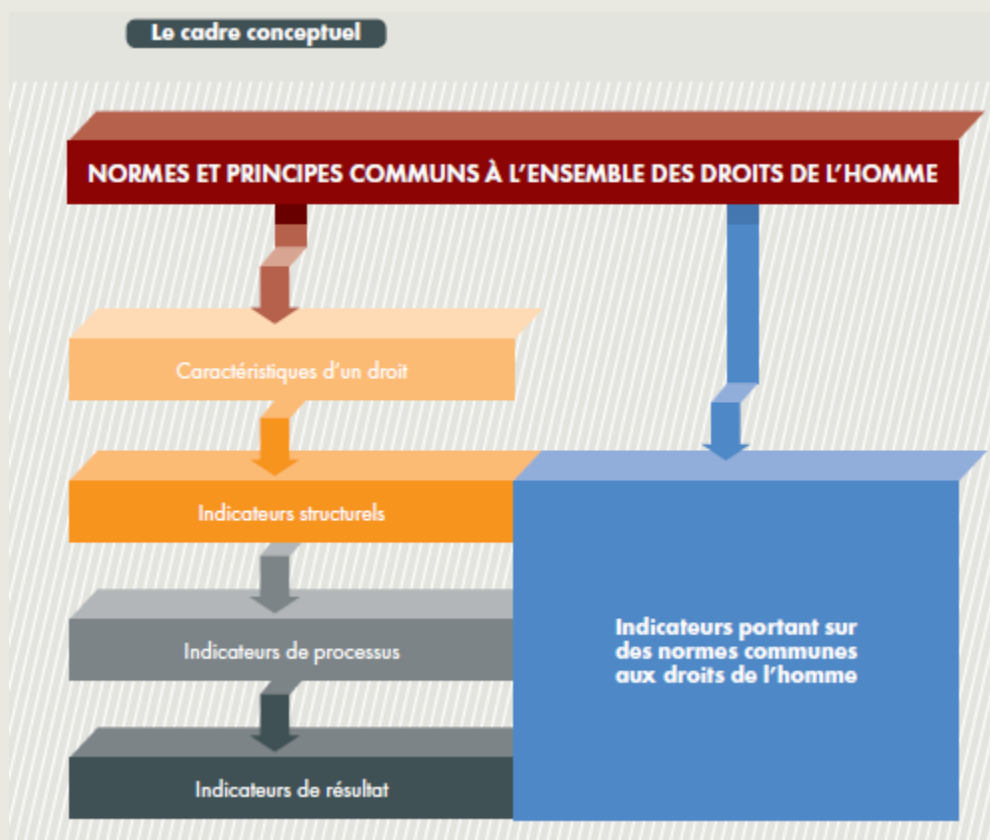 Le cadre conceptuel
NORMES ET PRINCIPES COMMUNS À L'ENSEMBLE DES DROITS DE L'HOMME
Caractéristiques d'un droit
Indicateurs structurels
Indicateurs de processus
Indicateurs de résultat
Indicateurs portant sur
des normes communes
aux droits de l'homme